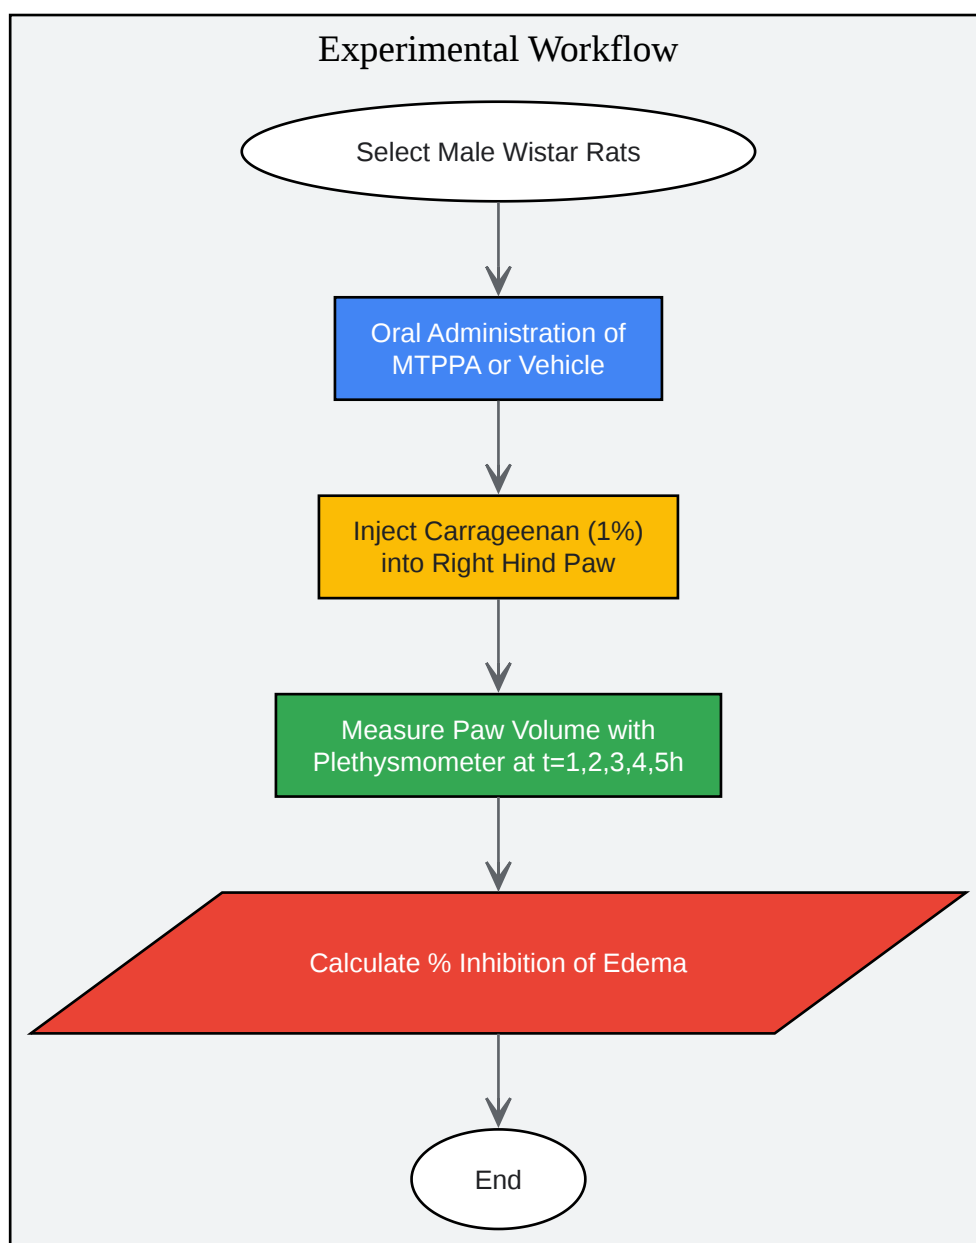 Experimental Workflow
Select Male Wistar Rats
Oral Administration of
MTPPA or Vehicle
Inject Carrageenan (1%)
into Right Hind Paw
Measure Paw Volume with
Plethysmometer at t=1,2,3,4,5h
Calculate % Inhibition of Edema
End